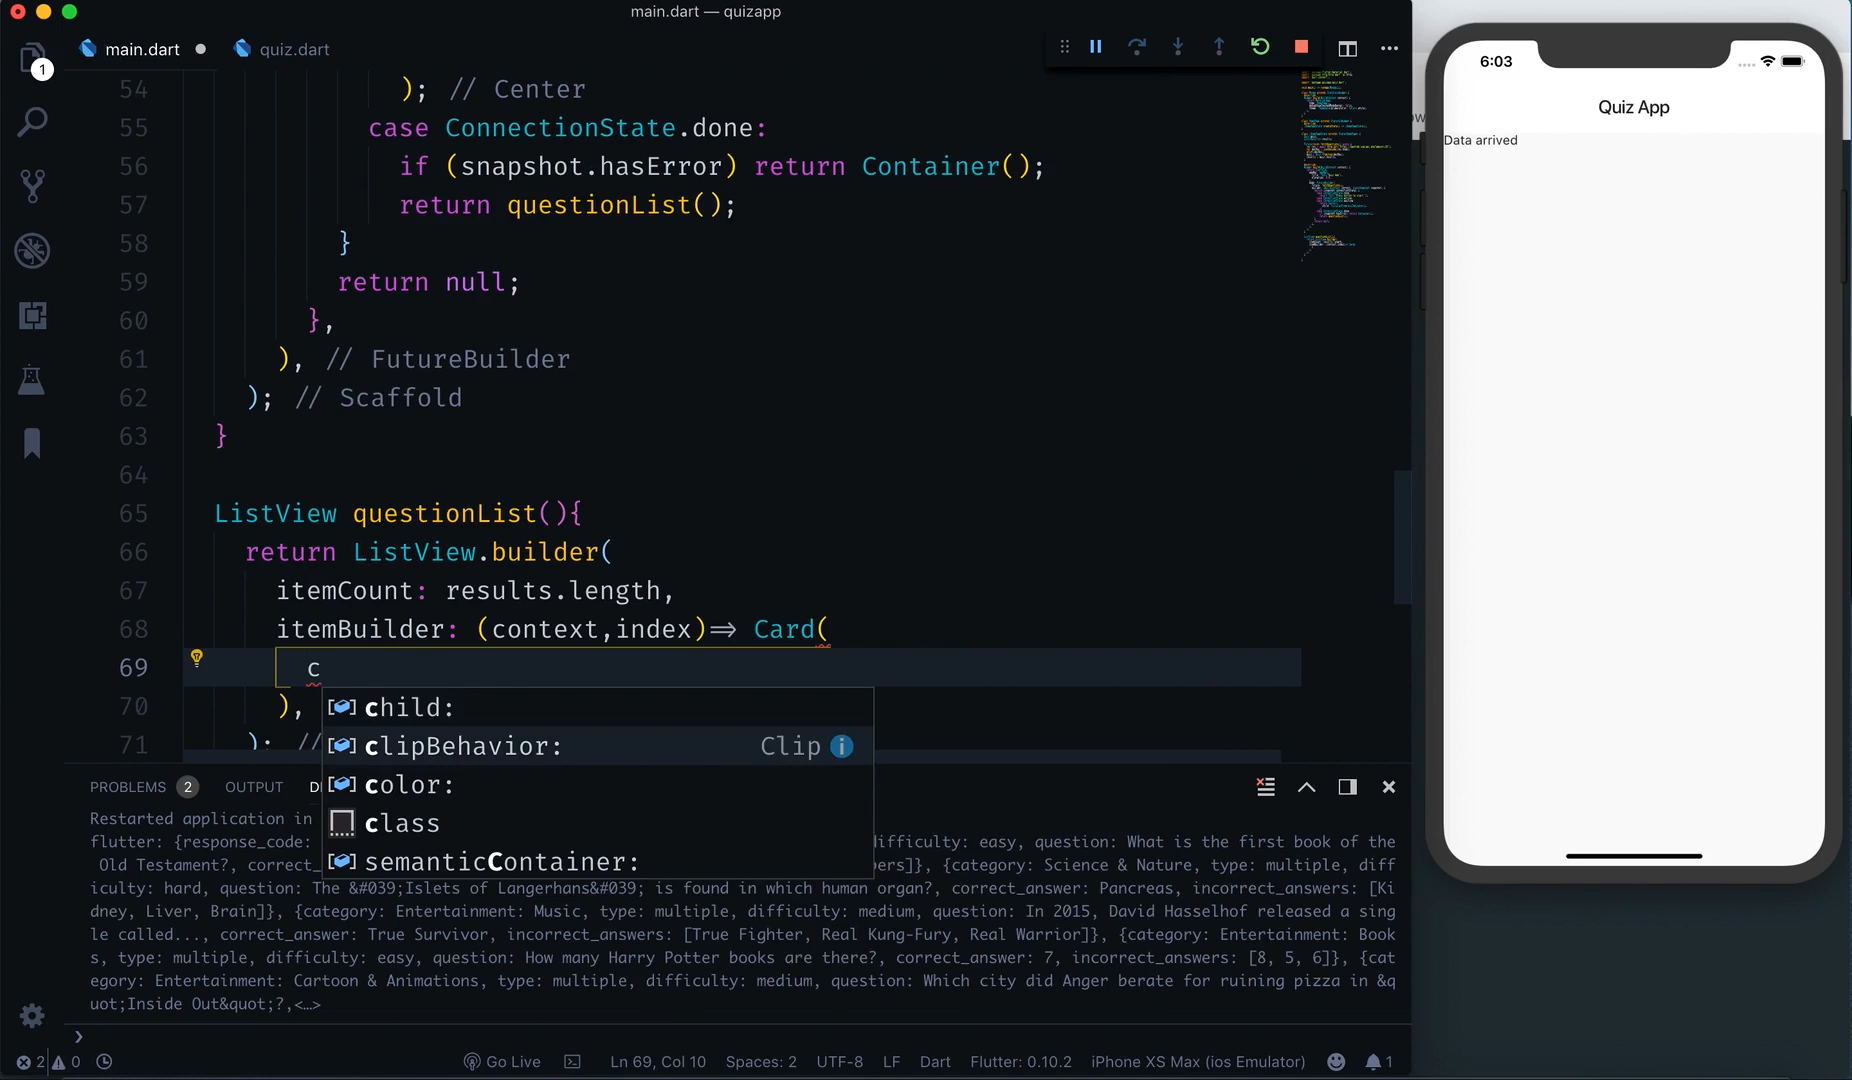 main.dart — quizapp
main.dart
quiz.dart
1
54 ); // Center
55 case ConnectionState.done:
56 if (snapshot.hasError) return Container();
57 return questionList();
58 }
59 return null;
60 },
61 ), // FutureBuilder
62 ); // Scaffold
63 }
64
65 ListView questionList(){
66 return ListView.builder(
67 itemCount: results.length,
68 itemBuilder: (context,index)=> Card(
69 c
70 ),
71 ); //
child:
clipBehavior: Clip
color:
class
semanticContainer:
PROBLEMS 2 OUTPUT D
Restarted application in
flutter: {response_code: difficulty: easy, question: What is the first book of the
Old Testament?, correct_ ers]}, {category: Science & Nature, type: multiple, diff
iculty: hard, question: The &#039;Islets of Langerhans&#039; is found in which human organ?, correct_answer: Pancreas, incorrect_answers: [Ki
dney, Liver, Brain]}, {category: Entertainment: Music, type: multiple, difficulty: medium, question: In 2015, David Hasselhof released a sing
le called..., correct_answer: True Survivor, incorrect_answers: [True Fighter, Real Kung-Fury, Real Warrior]}, {category: Entertainment: Book
s, type: multiple, difficulty: easy, question: How many Harry Potter books are there?, correct_answer: 7, incorrect_answers: [8, 5, 6]}, {cat
egory: Entertainment: Cartoon & Animations, type: multiple, difficulty: medium, question: Which city did Anger berate for ruining pizza in &q
uot;Inside Out&quot;?,<…>
2 0 Go Live Ln 69, Col 10 Spaces: 2 UTF-8 LF Dart Flutter: 0.10.2 iPhone XS Max (ios Emulator) 1
6:03
Quiz App
Data arrived